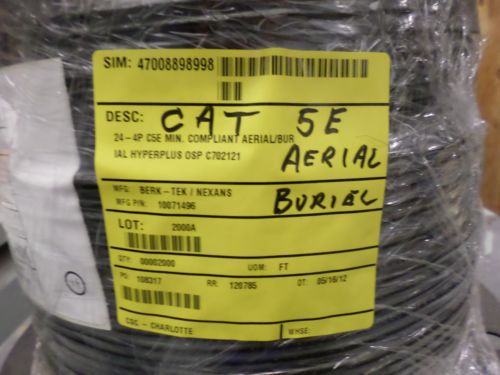 SIM: 47008898998
DESC: CAT 5E
24-4P C5E MIN. COMPLIANT AERIAL/BUR
IAL HYPERPLUS OSP C702121
AERIAL
MFG: BERK-TEK / NEXANS
MFG P/N: 10071496
BURIEL
LOT: 2000A
QTY: 00002000 UOM: FT
PO: 108317 RR: 120785 DT: 05/16/12
CDC - CHARLOTTE WHSE: